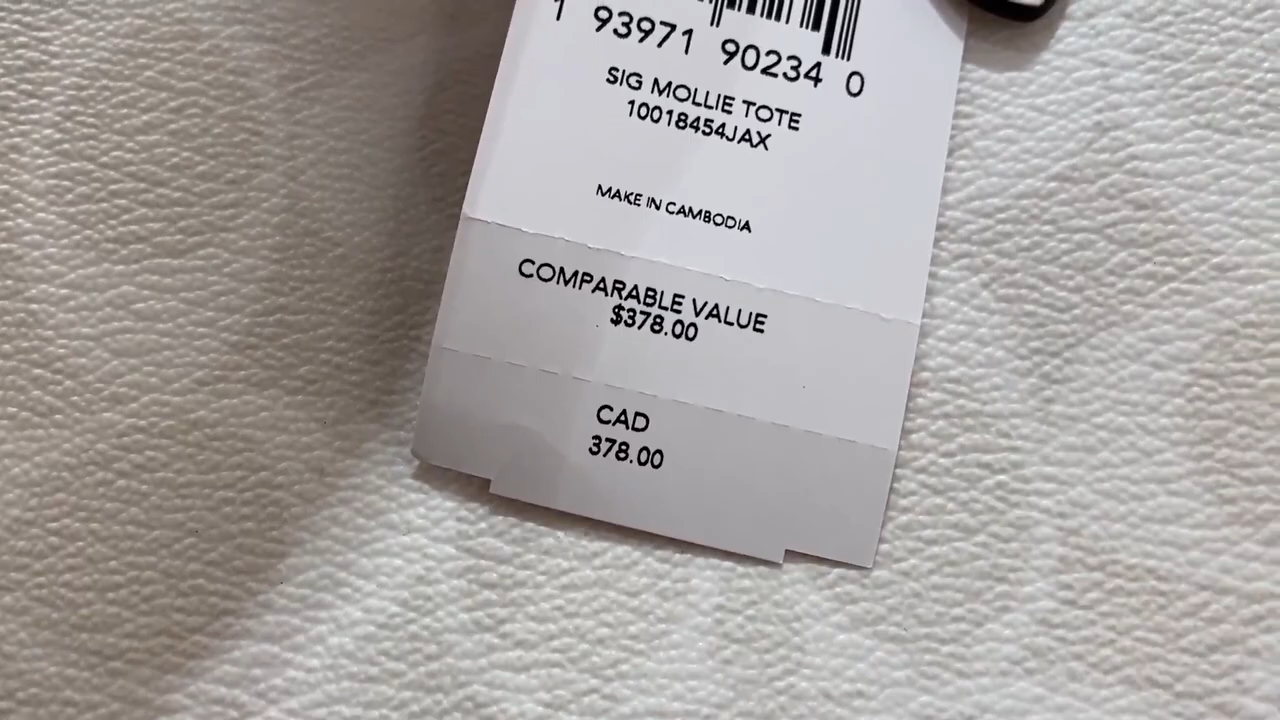 1 93971 90234 0
SIG MOLLIE TOTE
10018454JAX
MAKE IN CAMBODIA
COMPARABLE VALUE
$378.00
CAD
378.00